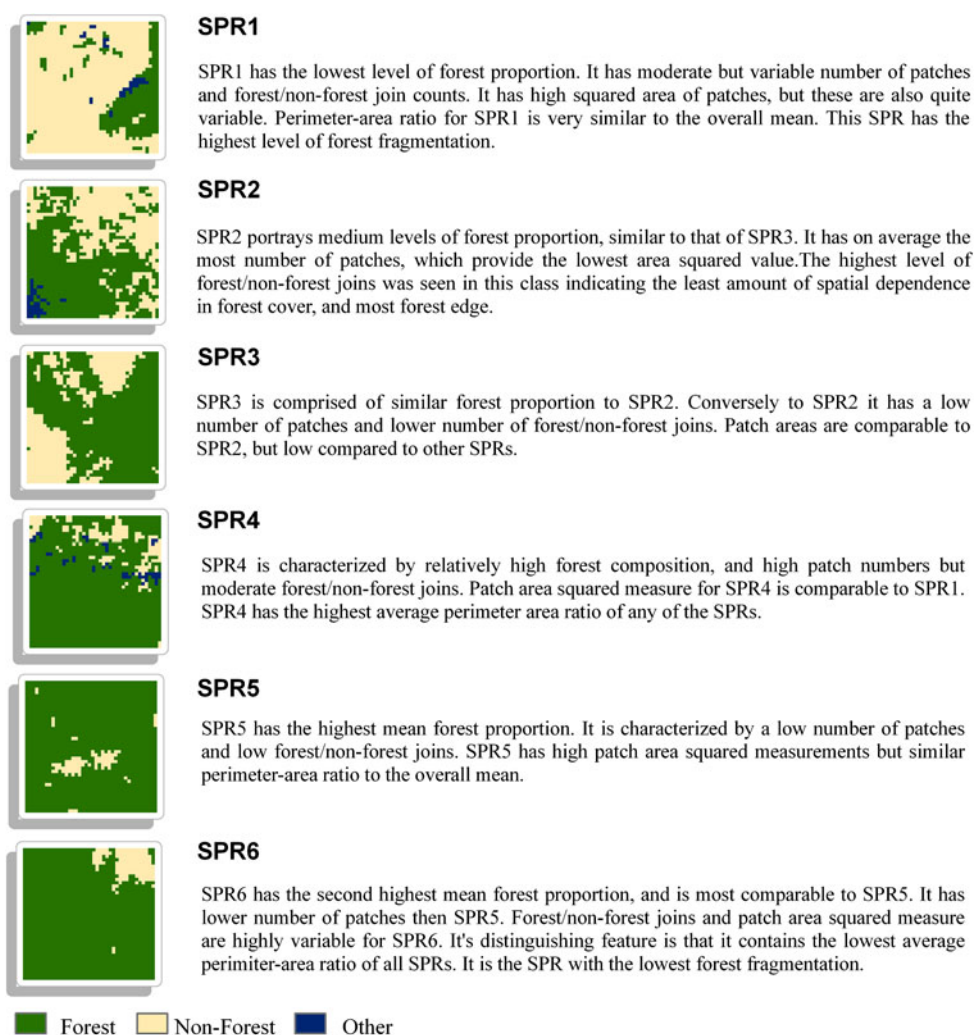 SPR1
SPR1 has the lowest level of forest proportion. It has moderate but variable number of patches
and forest/non-forest join counts. It has high squared area of patches, but these are also quite
variable. Perimeter-area ratio for SPR1 is very similar to the overall mean. This SPR has the
highest level of forest fragmentation.
SPR2
SPR2 portrays medium levels of forest proportion, similar to that of SPR3. It has on average the
most number of patches, which provide the lowest area squared value.The highest level of
forest/non-forest joins was seen in this class indicating the least amount of spatial dependence
in forest cover, and most forest edge.
SPR3
SPR3 is comprised of similar forest proportion to SPR2. Conversely to SPR2 it has a low
number of patches and lower number of forest/non-forest joins. Patch areas are comparable to
SPR2, but low compared to other SPRs.
SPR4
SPR4 is characterized by relatively high forest composition, and high patch numbers but
moderate forest/non-forest joins. Patch area squared measure for SPR4 is comparable to SPR1.
SPR4 has the highest average perimeter area ratio of any of the SPRs.
SPR5
SPR5 has the highest mean forest proportion. It is characterized by a low number of patches
and low forest/non-forest joins. SPR5 has high patch area squared measurements but similar
perimeter-area ratio to the overall mean.
SPR6
SPR6 has the second highest mean forest proportion, and is most comparable to SPR5. It has
lower number of patches then SPR5. Forest/non-forest joins and patch area squared measure
are highly variable for SPR6. It's distinguishing feature is that it contains the lowest average
perimiter-area ratio of all SPRs. It is the SPR with the lowest forest fragmentation.
Forest Non-Forest Other